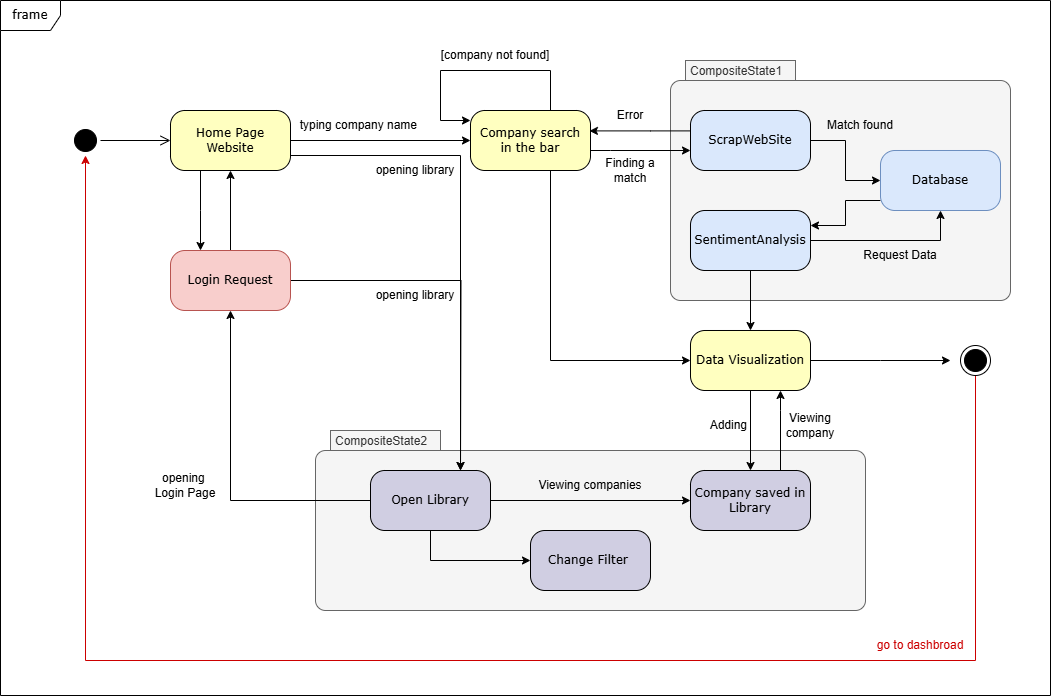 frame
[company not found]
CompositeState1
Home Page
Website
typing company name
Company search
in the bar
Error
ScrapWebSite
Match found
opening library
Finding a
match
Database
SentimentAnalysis
Request Data
Login Request
opening library
Data Visualization
Adding
Viewing
company
CompositeState2
opening
Login Page
Open Library
Viewing companies
Company saved in
Library
Change Filter
go to dashbroad